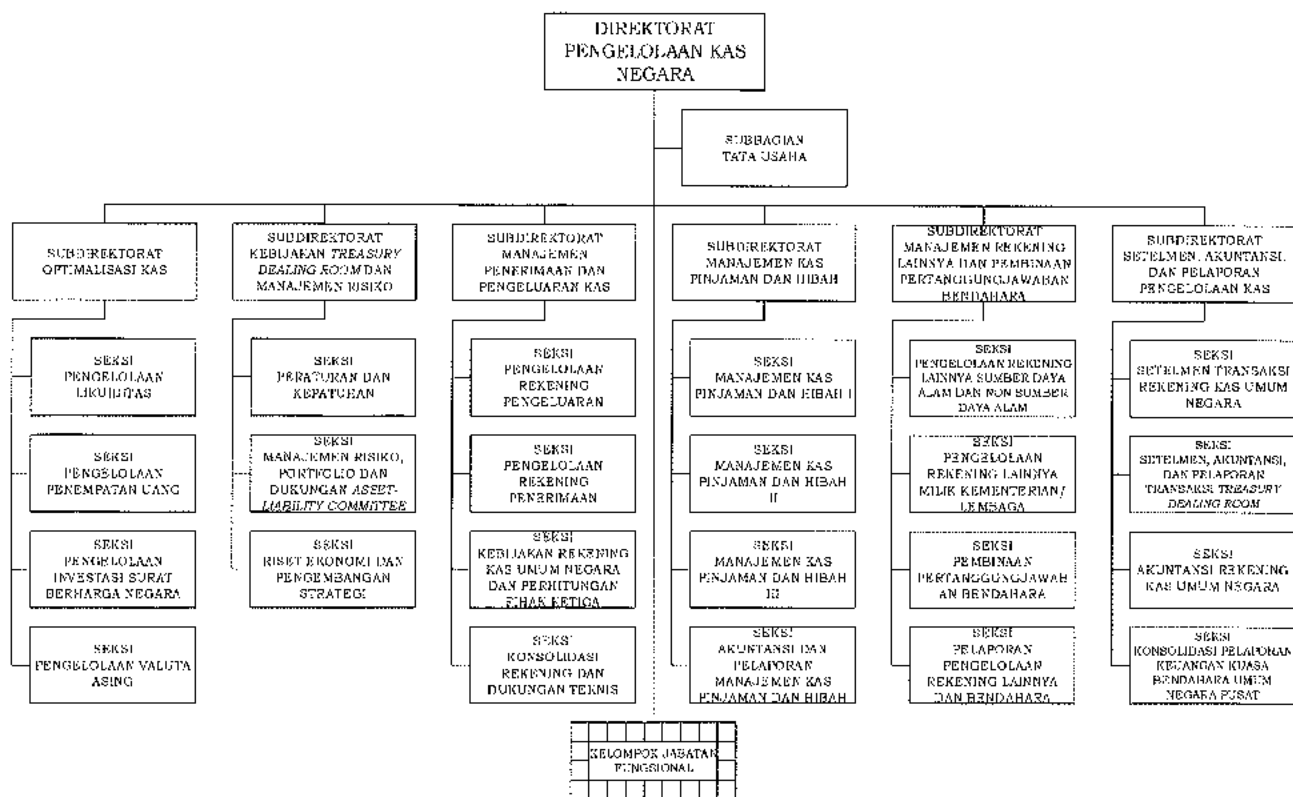 DIREKTORAT
PENGELOLAAN KAS
NEGARA
SUBBAGIAN
TATA USAHA
SUBDIREKTORAT
OPTIMALISASI KAS
SEKSI
PENGELOLAAN
LIKUIDITAS
SEKSI
PENGELOLAAN
PENEMPATAN UANG
SEKSI
PENGELOLAAN
INVESTASI SURAT
BERHARGA NEGARA
SEKSI
PENGELOLAAN VALUTA
ASING
SUBDIREKTORAT
KEBIJAKAN TREASURY
DEALING ROOM DAN
MANAJEMEN RISIKO
SEKSI
PERATURAN DAN
KEPATUHAN
SEKSI
MANAJEMEN RISIKO,
PORTFOLIO DAN
DUKUNGAN ASSET-
LIABILITY COMMITTEE
SEKSI
RISET EKONOMI DAN
PENGEMBANGAN
STRATEGI
SUBDIREKTORAT
MANAJEMEN
PENERIMAAN DAN
PENGELUARAN KAS
SEKSI
PENGELOLAAN
REKENING
PENGELUARAN
SEKSI
PENGELOLAAN
REKENING
PENERIMAAN
SEKSI
KEBIJAKAN REKENING
KAS UMUM NEGARA
DAN PERHITUNGAN
PIHAK KETIGA
SEKSI
KONSOLIDASI
REKENING DAN
DUKUNGAN TEKNIS
SUBDIREKTORAT
MANAJEMEN KAS
PINJAMAN DAN HIBAH
SEKSI
MANAJEMEN KAS
PINJAMAN DAN HIBAH I
SEKSI
MANAJEMEN KAS
PINJAMAN DAN HIBAH
II
SEKSI
MANAJEMEN KAS
PINJAMAN DAN HIBAH
III
SEKSI
AKUNTANSI DAN
PELAPORAN
MANAJEMEN KAS
PINJAMAN DAN HIBAH
SUBDIREKTORAT
MANAJEMEN REKENING
LAINNYA DAN PEMBINAAN
PERTANGGUNGJAWABAN
BENDAHARA
SEKSI
PENGELOLAAN REKENING
LAINNYA SUMBER DAYA
ALAM DAN NON SUMBER
DAYA ALAM
SEKSI
PENGELOLAAN
REKENING LAINNYA
MILIK KEMENTERIAN/
LEMBAGA
SEKSI
PEMBINAAN
PERTANGGUNGJAWAB
AN BENDAHARA
SEKSI
PELAPORAN
PENGELOLAAN
REKENING LAINNYA
DAN BENDAHARA
SUBDIREKTORAT
SETELMEN, AKUNTANSI,
DAN PELAPORAN
PENGELOLAAN KAS
SEKSI
SETELMEN TRANSAKSI
REKENING KAS UMUM
NEGARA
SEKSI
SETELMEN, AKUNTANSI,
DAN PELAPORAN
TRANSAKSI TREASURY
DEALING ROOM
SEKSI
AKUNTANSI REKENING
KAS UMUM NEGARA
SEKSI
KONSOLIDASI PELAPORAN
KEUANGAN KUASA
BENDAHARA UMUM
NEGARA PUSAT
KELOMPOK JABATAN
FUNGSIONAL